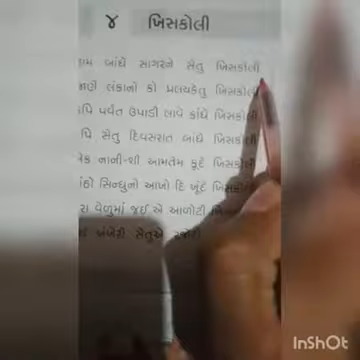 ૪ ખિસકોલી
બાંધે સાગરને સેતુ ખિસકોલી
લંકાનો કો પ્રલયકેતુ ખિસકોલી
પર્વત ઉપાડી લાવે કાંધે ખિસકોલી
સેતુ દિવસરાત બાંધે ખિસકોલી
નાની-શી આમતેમ કૂદે ખિસકોલી
સિન્ધુનો આખો દિ ખૂંદે ખિસકોલી
વેળુમાં જઈ એ આળોટી
ખંખેરી સેતુએ
InShOt